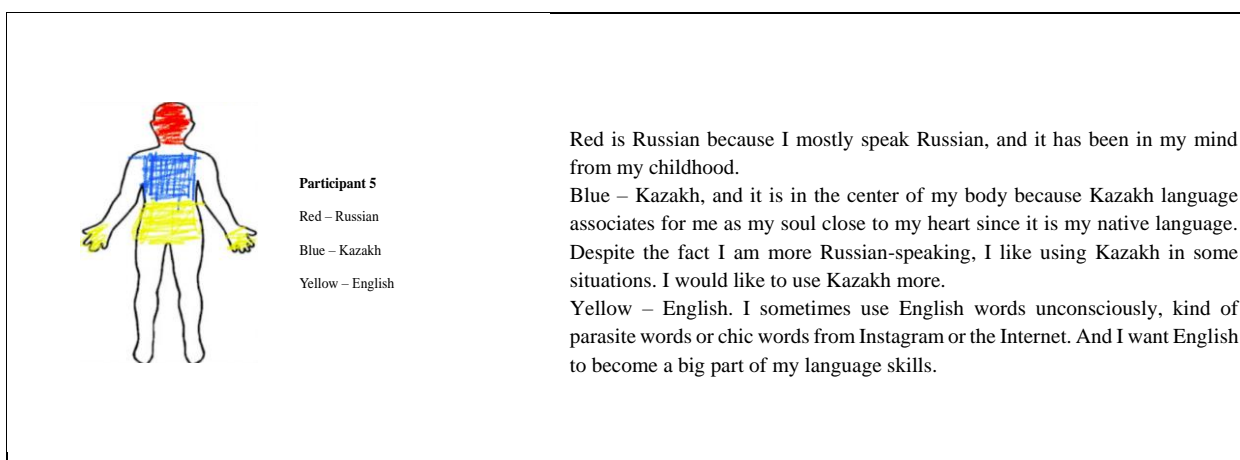 Participant 5
Red – Russian
Blue – Kazakh
Yellow – English
Red is Russian because I mostly speak Russian, and it has been in my mind
from my childhood.
Blue – Kazakh, and it is in the center of my body because Kazakh language
associates for me as my soul close to my heart since it is my native language.
Despite the fact I am more Russian-speaking, I like using Kazakh in some
situations. I would like to use Kazakh more.
Yellow – English. I sometimes use English words unconsciously, kind of
parasite words or chic words from Instagram or the Internet. And I want English
to become a big part of my language skills.